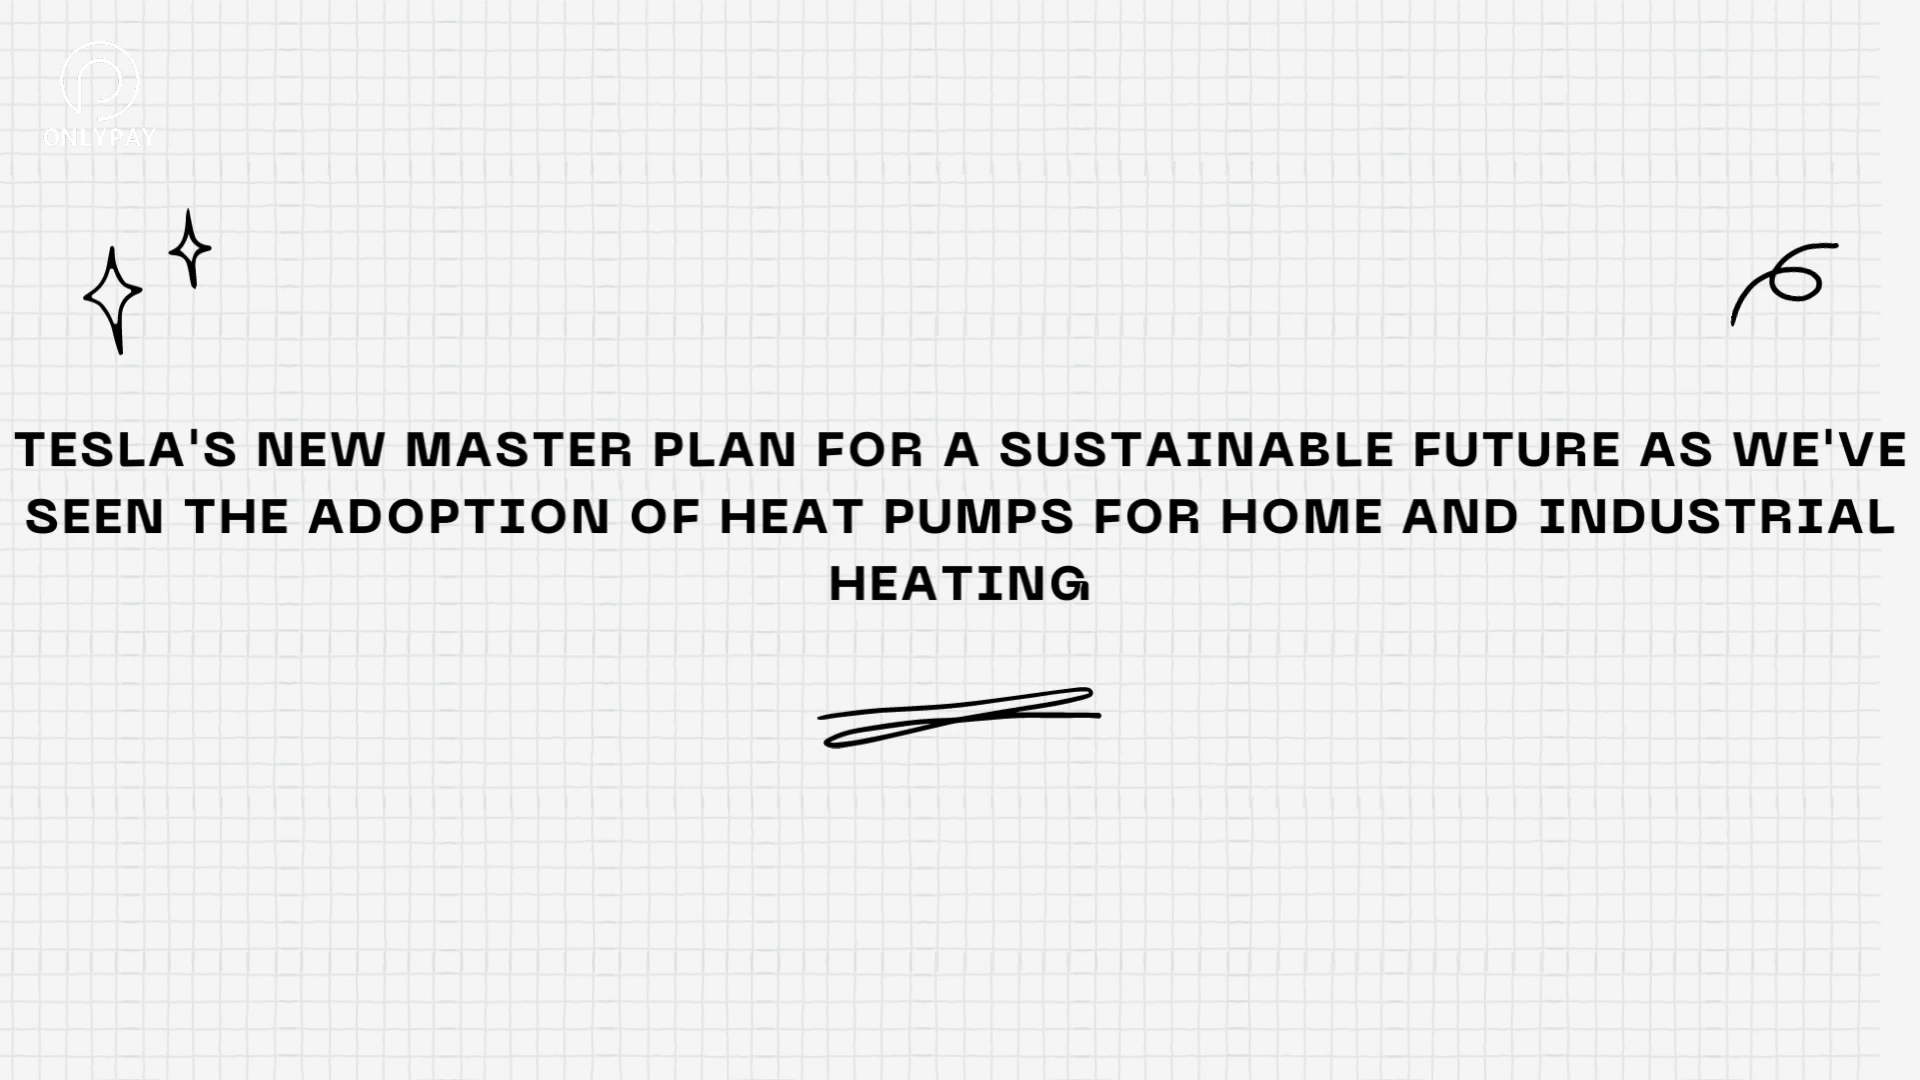 ONLYPAY
TESLA'S NEW MASTER PLAN FOR A SUSTAINABLE FUTURE AS WE'VE
SEEN THE ADOPTION OF HEAT PUMPS FOR HOME AND INDUSTRIAL
HEATING